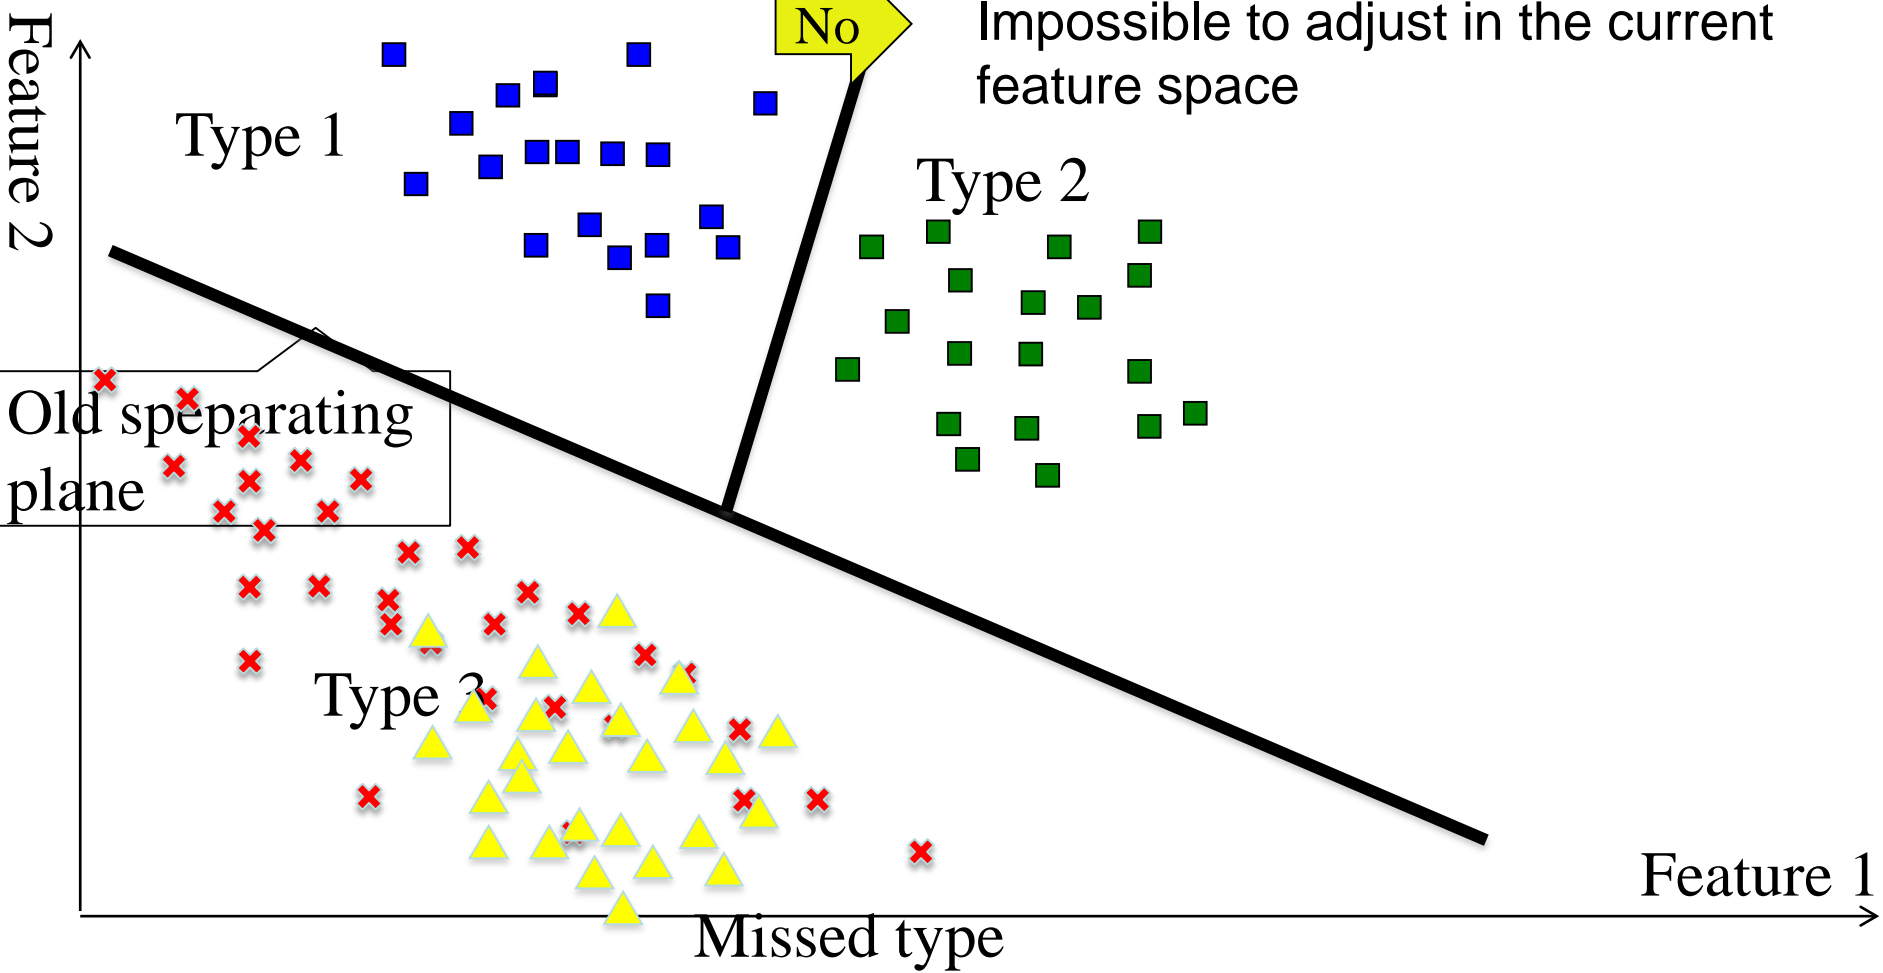 No
Impossible to adjust in the current
feature space
Feature 2
Type 1
Type 2
Old speparating
plane
Type 3
Feature 1
Missed type